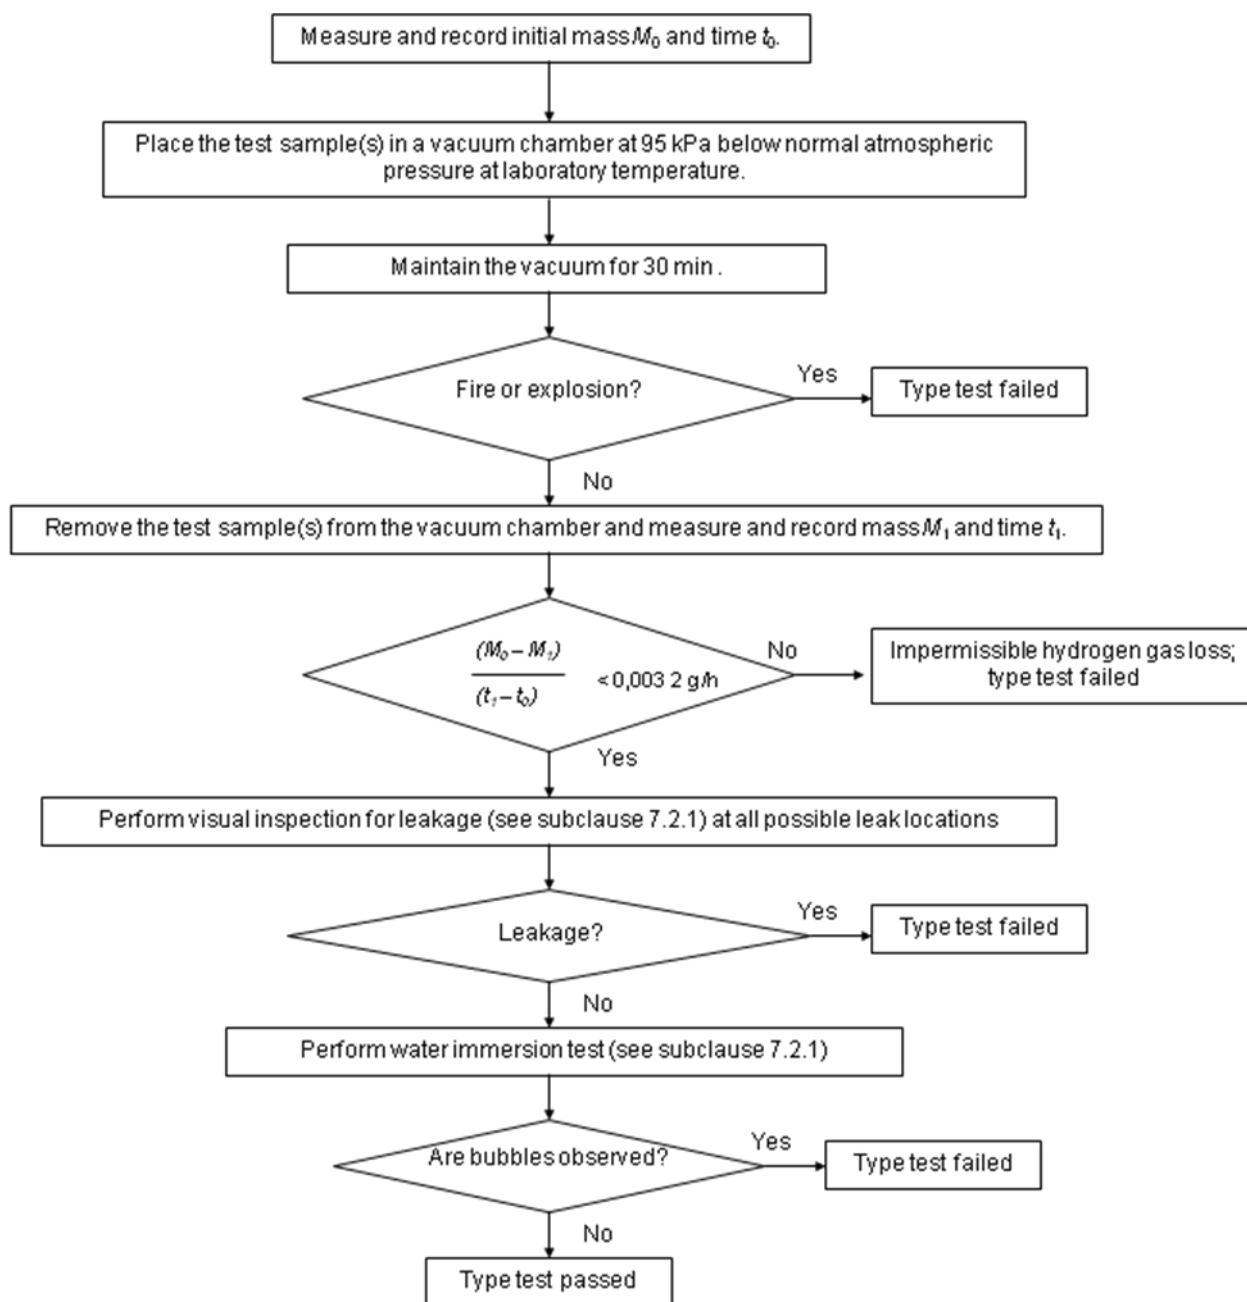 Measure and record initial mass M0 and time t0.
Place the test sample(s) in a vacuum chamber at 95 kPa below normal atmospheric
pressure at laboratory temperature.
Maintain the vacuum for 30 min .
Fire or explosion?
Yes
Type test failed
No
Remove the test sample(s) from the vacuum chamber and measure and record mass M1 and time t1.
(M0 – M1)
(t1 – t0)
< 0,003 2 g/h
No
Impermissible hydrogen gas loss;
type test failed
Yes
Perform visual inspection for leakage (see subclause 7.2.1) at all possible leak locations
Leakage?
Yes
Type test failed
No
Perform water immersion test (see subclause 7.2.1)
Are bubbles observed?
Yes
Type test failed
No
Type test passed